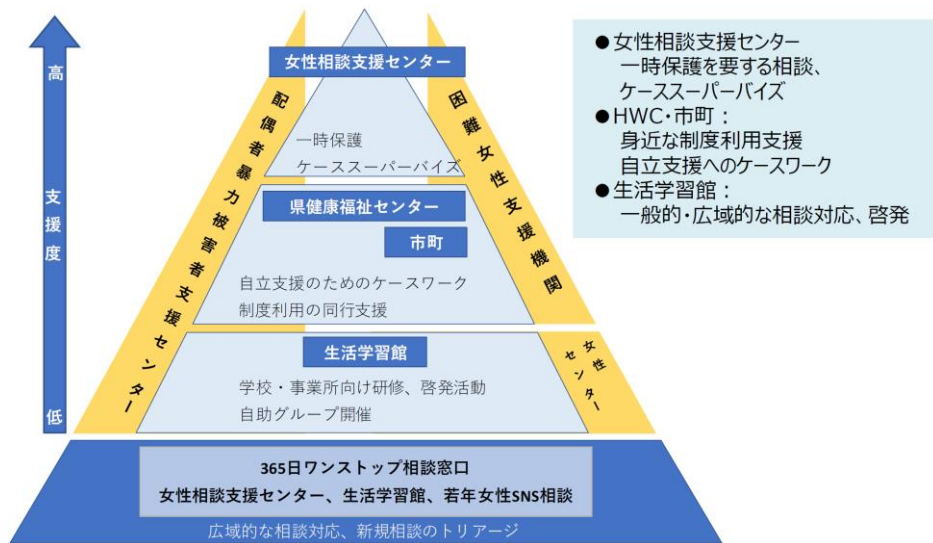 高
支援度
低
女性相談支援センター
一時保護
ケーススーパーバイズ
配偶者暴力被害者支援センター
困難女性支援機関
県健康福祉センター
市町
自立支援のためのケースワーク
制度利用の同行支援
生活学習館
学校・事業所向け研修、啓発活動
自助グループ開催
女性
センター
365日ワンストップ相談窓口
女性相談支援センター、生活学習館、若年女性SNS相談
広域的な相談対応、新規相談のトリアージ
●女性相談支援センター
一時保護を要する相談、
ケーススーパーバイズ
●HWC・市町：
身近な制度利用支援
自立支援へのケースワーク
●生活学習館：
一般的・広域的な相談対応、啓発